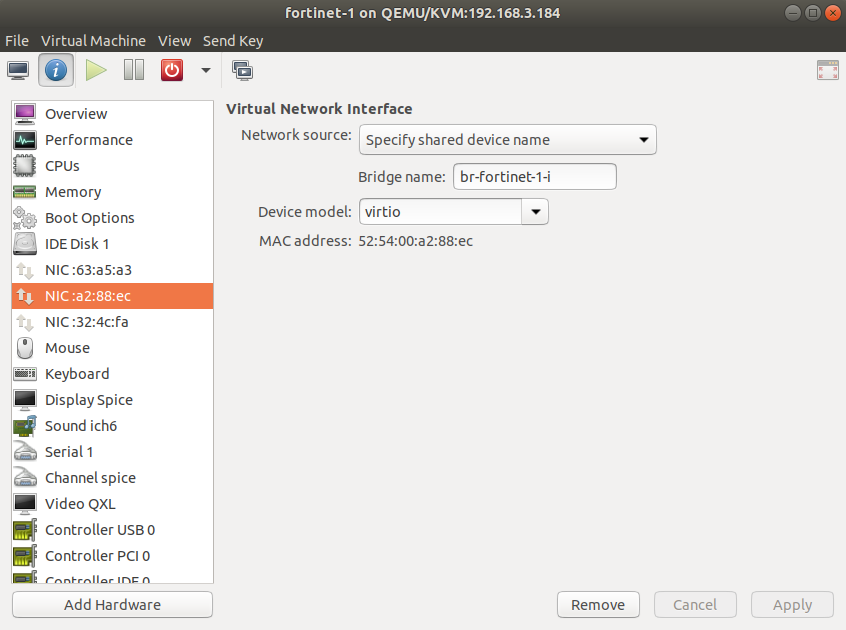 fortinet-1 on QEMU/KVM:192.168.3.184
File Virtual Machine View Send Key
Overview
Performance
CPUs
Memory
Boot Options
IDE Disk 1
NIC :63:a5:a3
NIC :a2:88:ec
NIC :32:4c:fa
Mouse
Keyboard
Display Spice
Sound ich6
Serial 1
Channel spice
Video QXL
Controller USB 0
Controller PCI 0
Controller IDE 0
Add Hardware
Virtual Network Interface
Network source: Specify shared device name
Bridge name: br-fortinet-1-i
Device model: virtio
MAC address: 52:54:00:a2:88:ec
Remove Cancel Apply